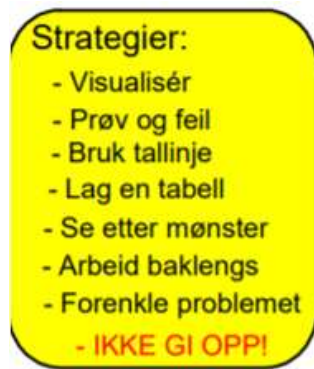 Strategier:
- Visualisér
- Prøv og feil
- Bruk tallinje
- Lag en tabell
- Se etter mønster
- Arbeid baklengs
- Forenkle problemet
- IKKE GI OPP!